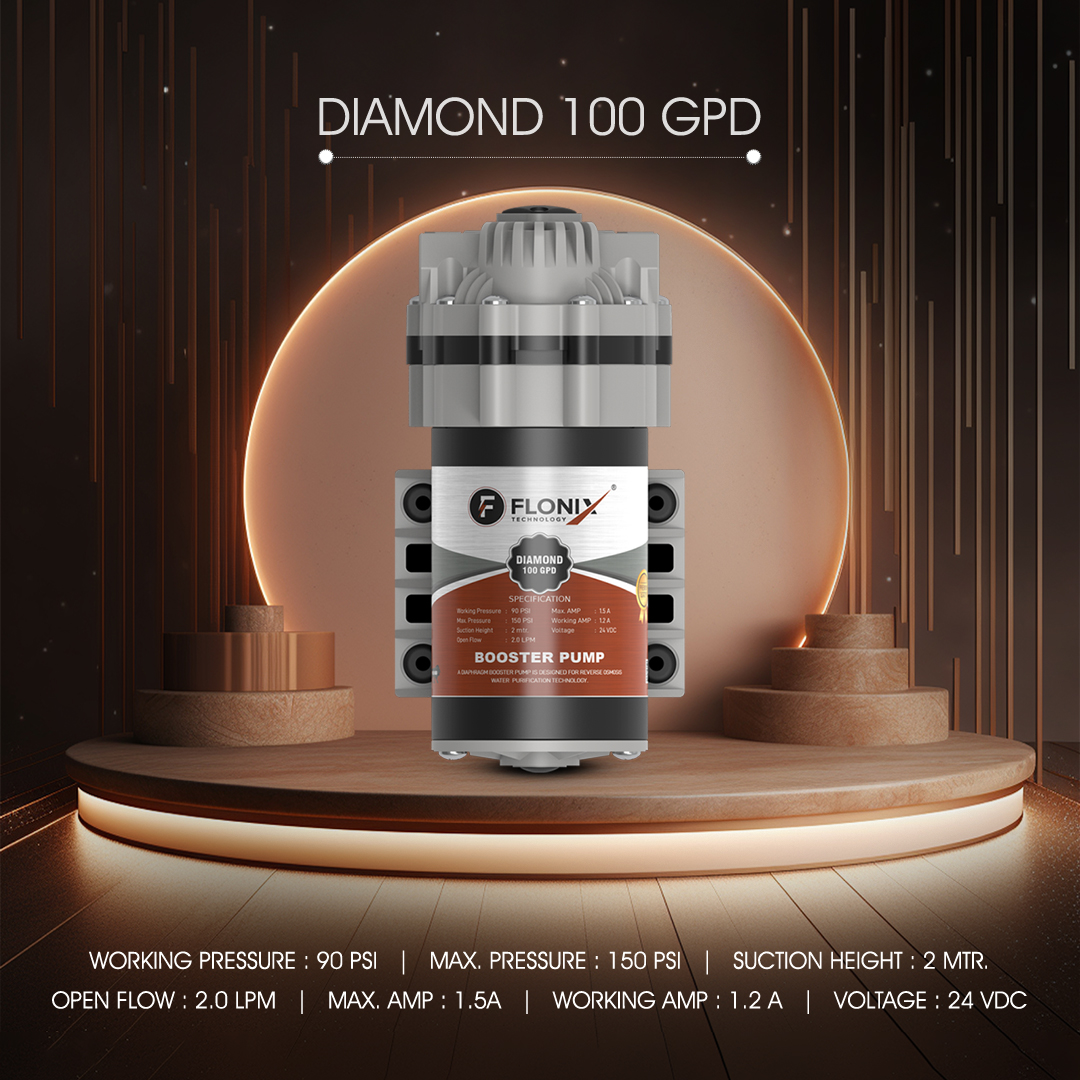 DIAMOND 100 GPD
FLONIX ®
TECHNOLOGY
DIAMOND
100 GPD
SPECIFICATION
Working Pressure : 90 PSI Max. AMP : 1.5 A
Max. Pressure : 150 PSI Working AMP : 1.2 A
Suction Height : 2 mtr. Voltage : 24 VDC
Open Flow : 2.0 LPM
BOOSTER PUMP
A DIAPHRADM BOOSTER PUMP IS DESIGNED FOR REVERSE OSMOSIS
WATER PURIFICATION TECHNOLOGY.
WORKING PRESSURE : 90 PSI | MAX. PRESSURE : 150 PSI | SUCTION HEIGHT : 2 MTR.
OPEN FLOW : 2.0 LPM | MAX. AMP : 1.5A | WORKING AMP : 1.2 A | VOLTAGE : 24 VDC